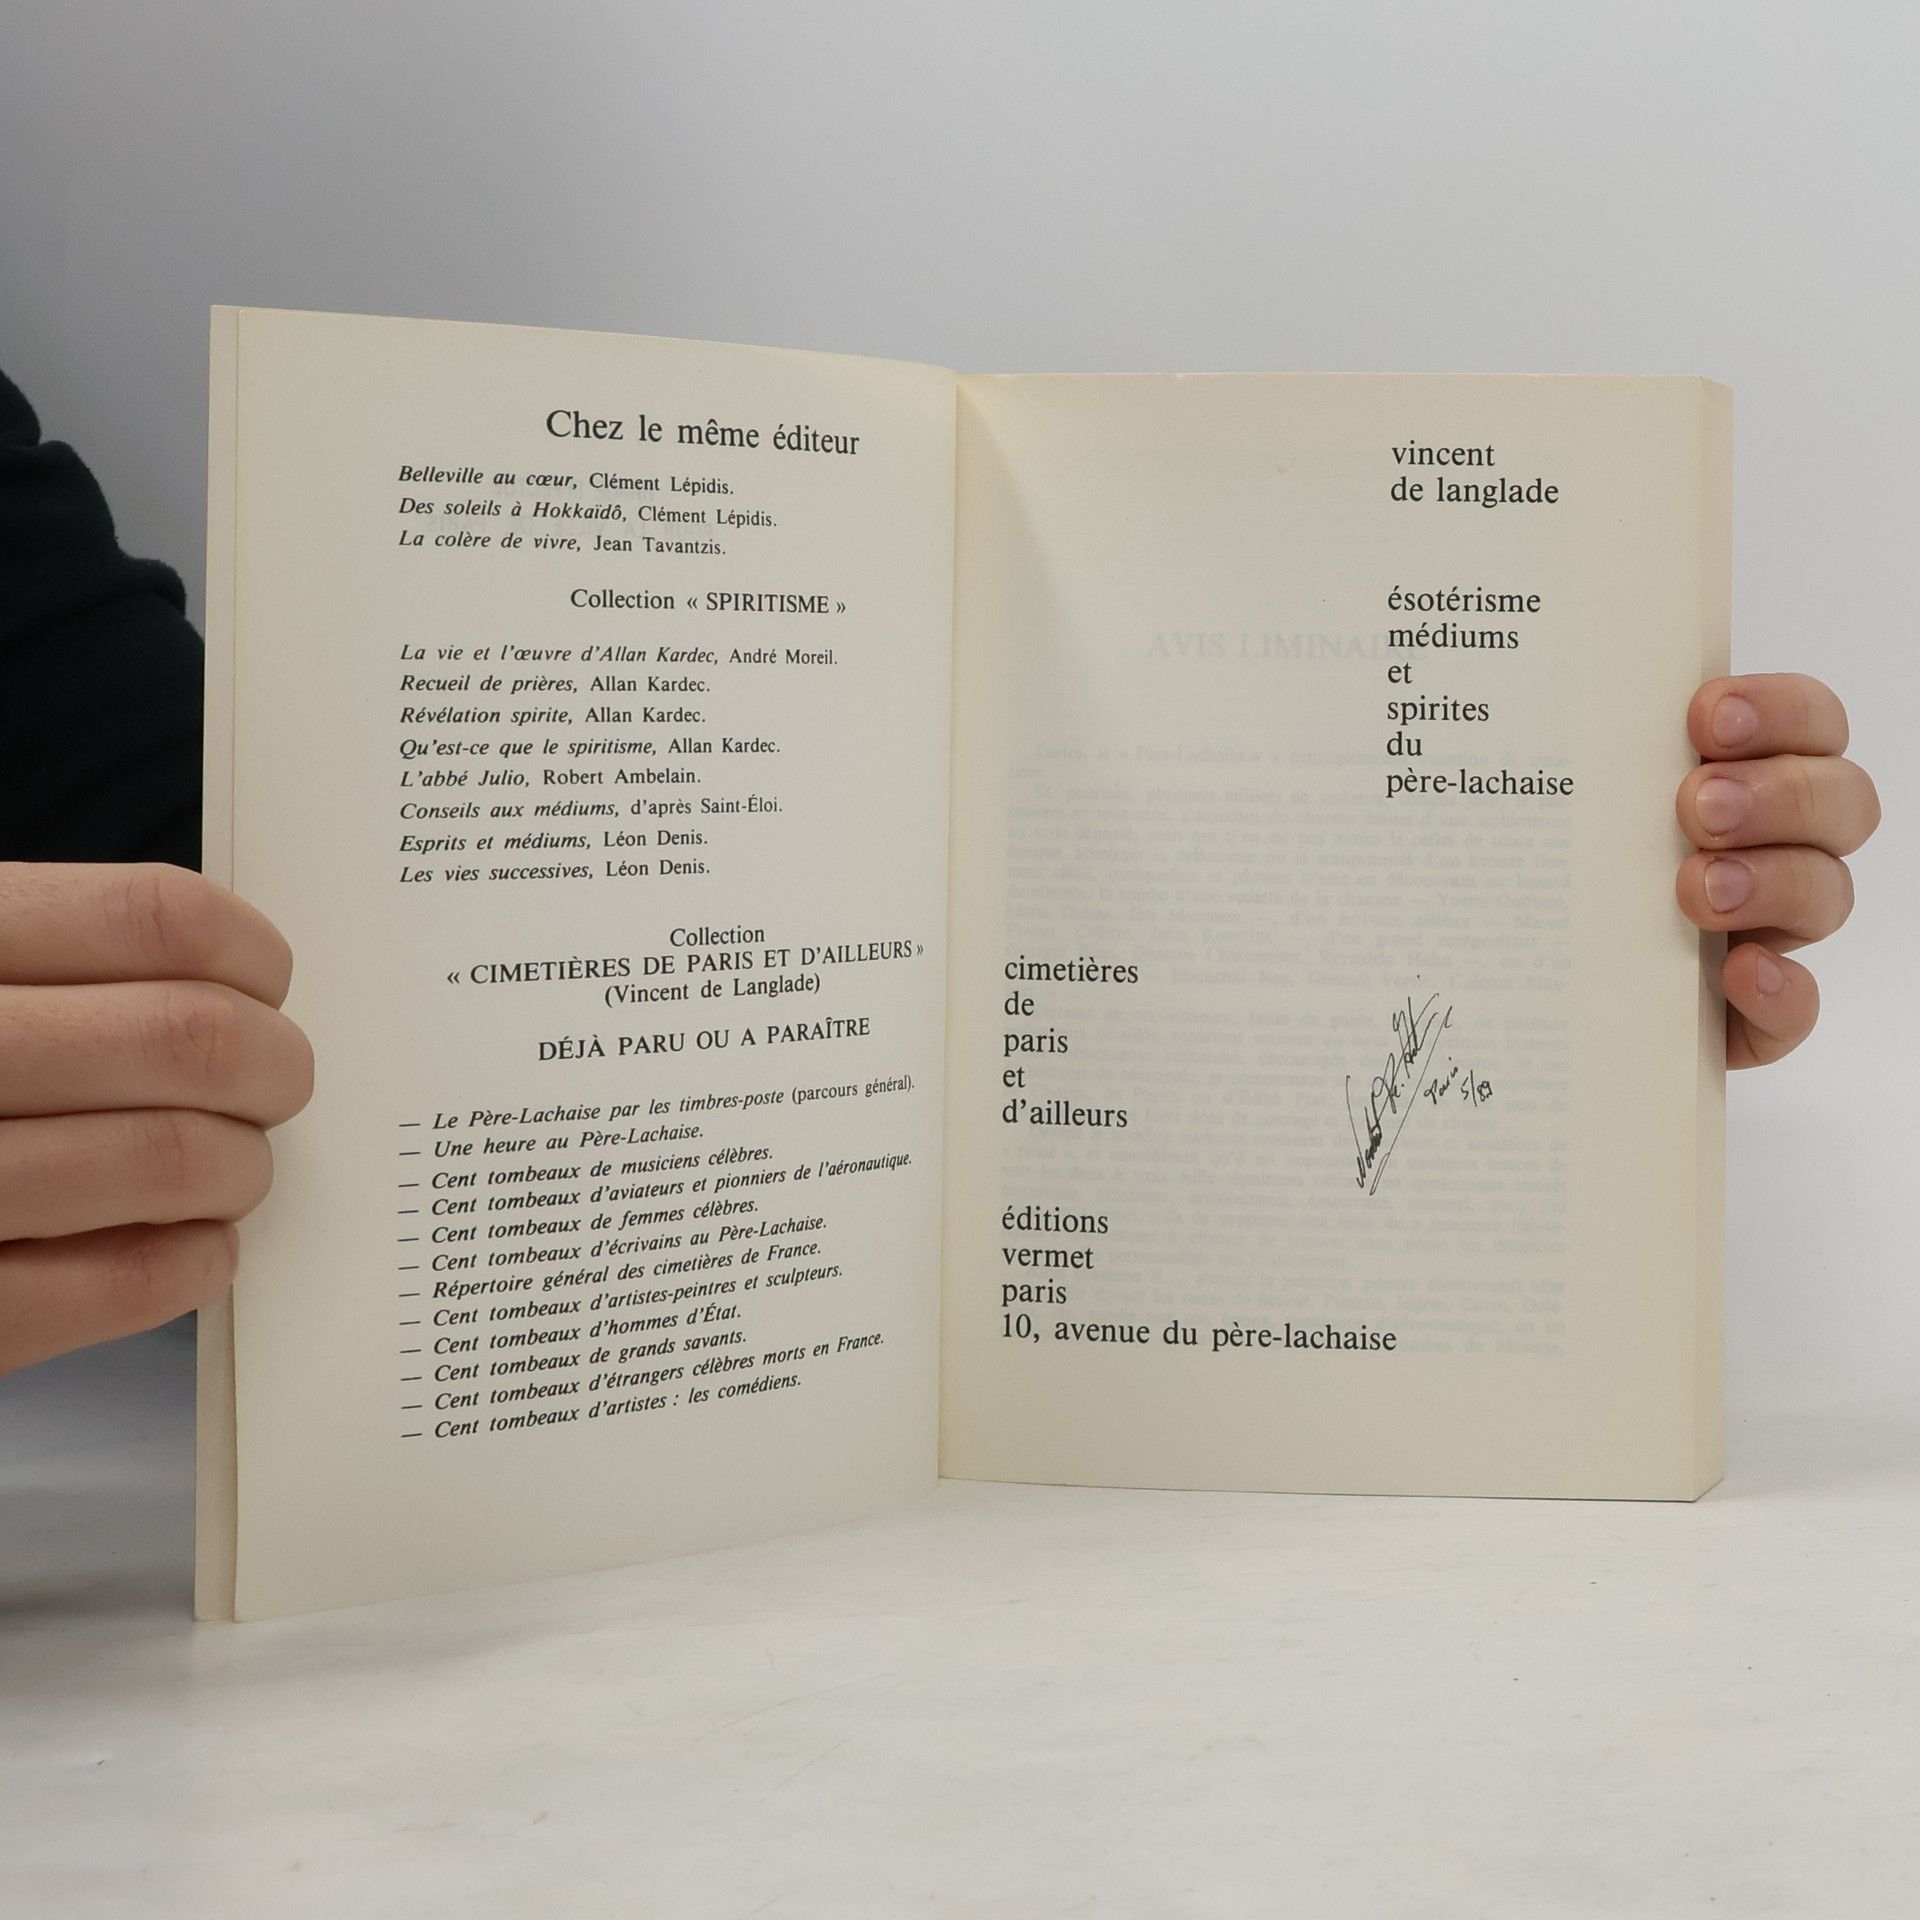 Chez le même éditeur
Belleville au cœur, Clément Lépidis.
Des soleils à Hokkaïdô, Clément Lépidis.
La colère de vivre, Jean Tavantzis.
Collection « SPIRITISME »
La vie et l'œuvre d'Allan Kardec, André Moreil.
Recueil de prières, Allan Kardec.
Révélation spirite, Allan Kardec.
Qu'est-ce que le spiritisme, Allan Kardec.
L'abbé Julio, Robert Ambelain.
Conseils aux médiums, d'après Saint-Éloi.
Esprits et médiums, Léon Denis.
Les vies successives, Léon Denis.
Collection
« CIMETIÈRES DE PARIS ET D'AILLEURS »
(Vincent de Langlade)
DÉJÀ PARU OU A PARAÎTRE
— Le Père-Lachaise par les timbres-poste (parcours général).
— Une heure au Père-Lachaise.
— Cent tombeaux de musiciens célèbres.
— Cent tombeaux d'aviateurs et pionniers de l'aéronautique.
— Cent tombeaux de femmes célèbres.
— Cent tombeaux d'écrivains au Père-Lachaise.
— Répertoire général des cimetières de France.
— Cent tombeaux d'artistes-peintres et sculpteurs.
— Cent tombeaux d'hommes d'État.
— Cent tombeaux de grands savants.
— Cent tombeaux d'étrangers célèbres morts en France.
— Cent tombeaux d'artistes : les comédiens.
vincent
de langlade
ésotérisme
médiums
et
spirites
du
père-lachaise
AVIS LIMINAIRE
cimetières
de
paris
et
d'ailleurs
Paris
5/89
éditions
vermet
paris
10, avenue du père-lachaise